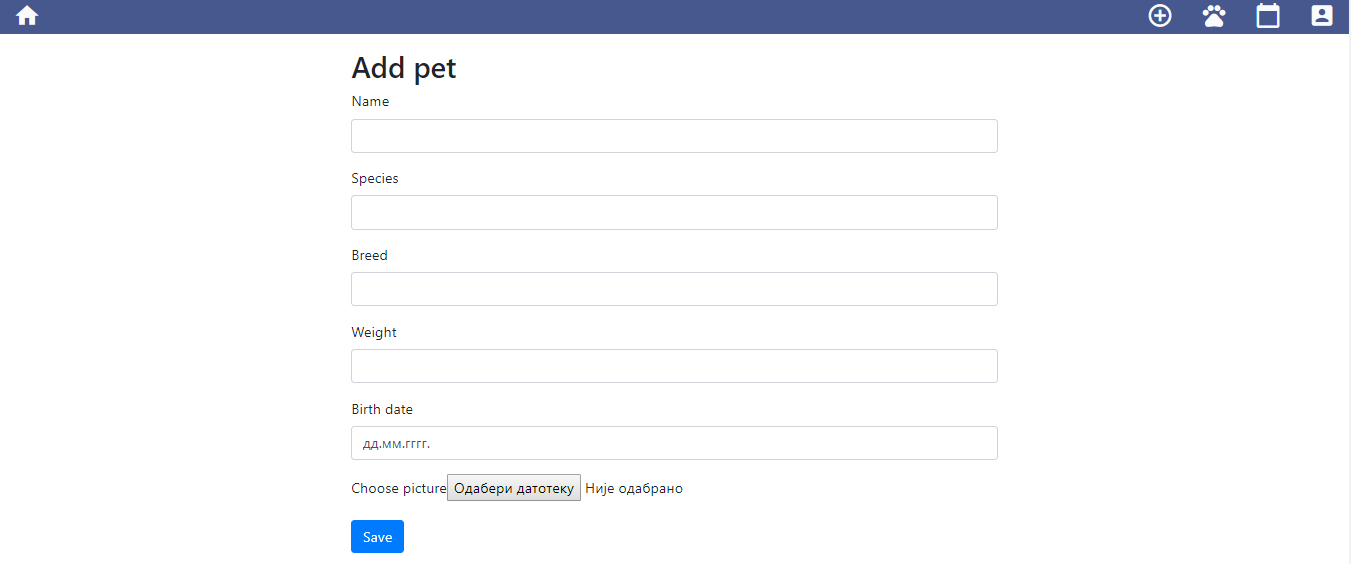 Add pet
Name
Species
Breed
Weight
Birth date
дд.мм.гггг.
Choose picture Одабери датотеку Није одабрано
Save